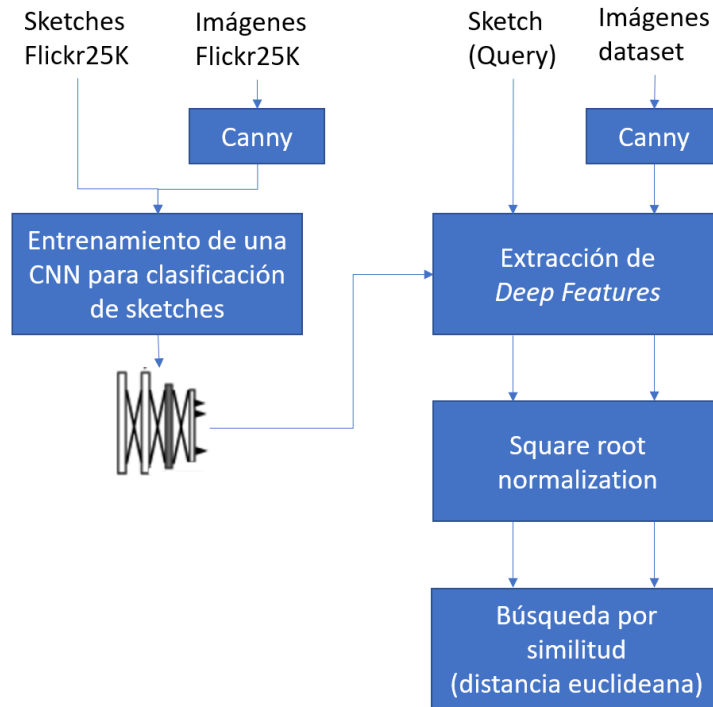 Sketches
Flickr25K
Imágenes
Flickr25K
Sketch
(Query)
Imágenes
dataset
Canny
Canny
Entrenamiento de una
CNN para clasificación
de sketches
Extracción de
Deep Features
Square root
normalization
Búsqueda por
similitud
(distancia euclideana)